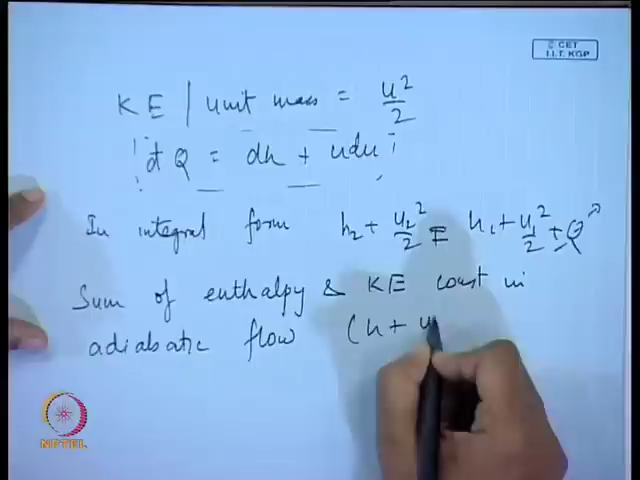 © CET
I.I.T. KGP
KE / unit mass = u²/2
đQ = dh + udu
In integral form h₂ + u₂²/2 = h₁ + u₁²/2 + Q
Sum of enthalpy & KE const in
adiabatic flow (h + u
NPTEL